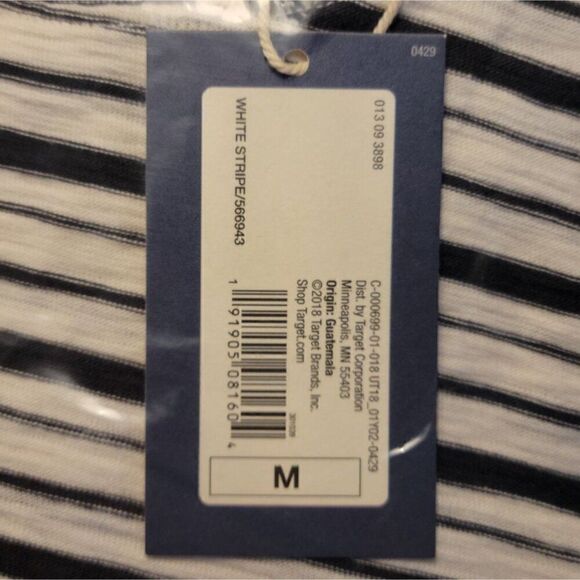 0429
013 09 3898
WHITE STRIPE/566943
C-000699-01-018 UT18_01Y02-0429
Dist. by Target Corporation
Minneapolis, MN 55403
Origin: Guatemala
©2018 Target Brands, Inc.
Shop Target.com
1 91905 08160 4
M